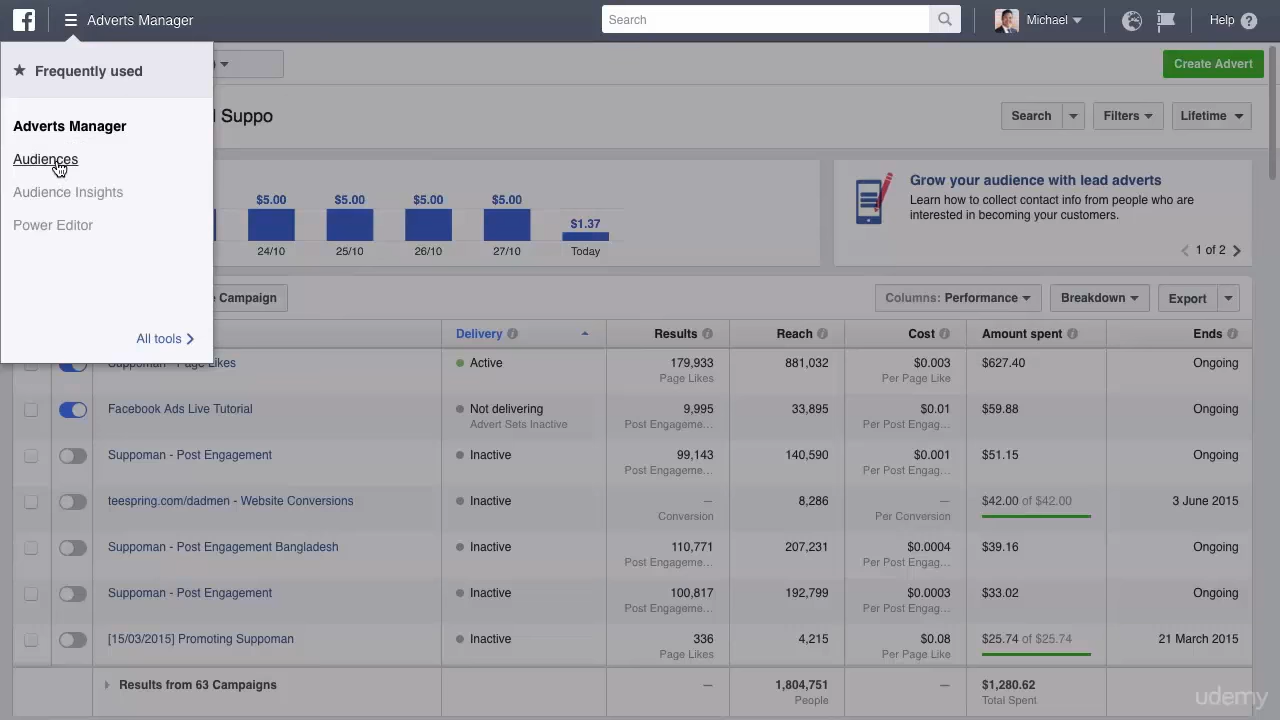 Adverts Manager
Search
Michael
Help
Frequently used
Create Advert
Adverts Manager
Suppo
Search
Filters
Lifetime
Audiences
Audience Insights
Power Editor
$5.00
$5.00
$5.00
$5.00
$1.37
24/10
25/10
26/10
27/10
Today
Grow your audience with lead adverts
Learn how to collect contact info from people who are
interested in becoming your customers.
1 of 2
Campaign
Columns: Performance
Breakdown
Export
All tools
Delivery
Results
Reach
Cost
Amount spent
Ends
Suppoman - Page Likes
Active
179,933
Page Likes
881,032
$0.003
Per Page Like
$627.40
Ongoing
Facebook Ads Live Tutorial
Not delivering
Advert Sets Inactive
9,995
Post Engageme...
33,895
$0.01
Per Post Engag...
$59.88
Ongoing
Suppoman - Post Engagement
Inactive
99,143
Post Engageme...
140,590
$0.001
Per Post Engag...
$51.15
Ongoing
teespring.com/dadmen - Website Conversions
Inactive
—
Conversion
8,286
—
Per Conversion
$42.00 of $42.00
3 June 2015
Suppoman - Post Engagement Bangladesh
Inactive
110,771
Post Engageme...
207,231
$0.0004
Per Post Engag...
$39.16
Ongoing
Suppoman - Post Engagement
Inactive
100,817
Post Engageme...
192,799
$0.0003
Per Post Engag...
$33.02
Ongoing
[15/03/2015] Promoting Suppoman
Inactive
336
Page Likes
4,215
$0.08
Per Page Like
$25.74 of $25.74
21 March 2015
Results from 63 Campaigns
—
1,804,751
People
—
$1,280.62
Total Spent
udemy